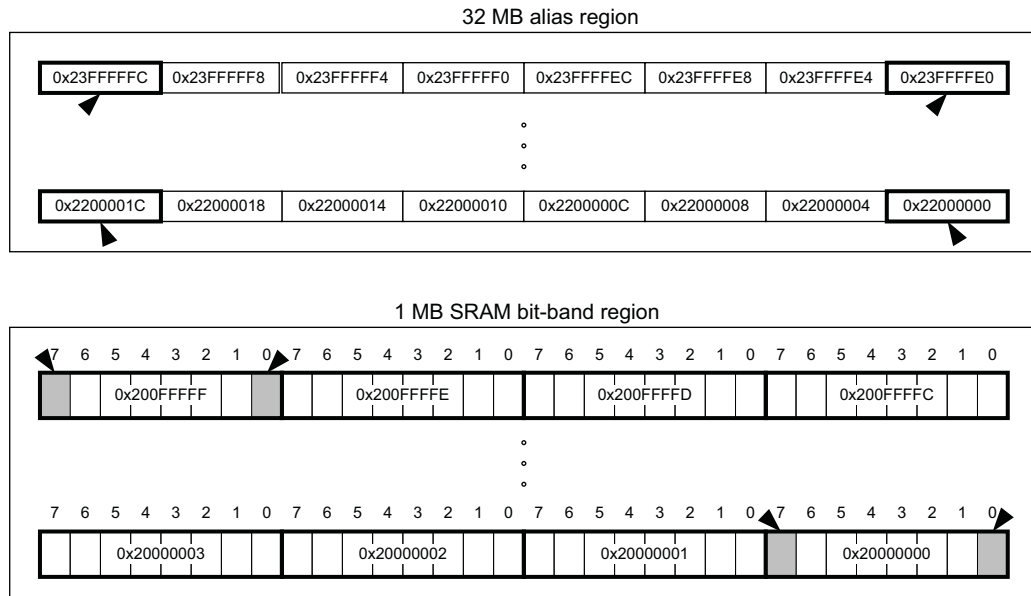 32 MB alias region
0x23FFFFFC 0x23FFFFF8 0x23FFFFF4 0x23FFFFF0 0x23FFFFEC 0x23FFFFE8 0x23FFFFE4 0x23FFFFE0
0x2200001C 0x22000018 0x22000014 0x22000010 0x2200000C 0x22000008 0x22000004 0x22000000
1 MB SRAM bit-band region
7 6 5 4 3 2 1 0 7 6 5 4 3 2 1 0 7 6 5 4 3 2 1 0 7 6 5 4 3 2 1 0
0x200FFFFF 0x200FFFFE 0x200FFFFD 0x200FFFFC
7 6 5 4 3 2 1 0 7 6 5 4 3 2 1 0 7 6 5 4 3 2 1 0 7 6 5 4 3 2 1 0
0x20000003 0x20000002 0x20000001 0x20000000